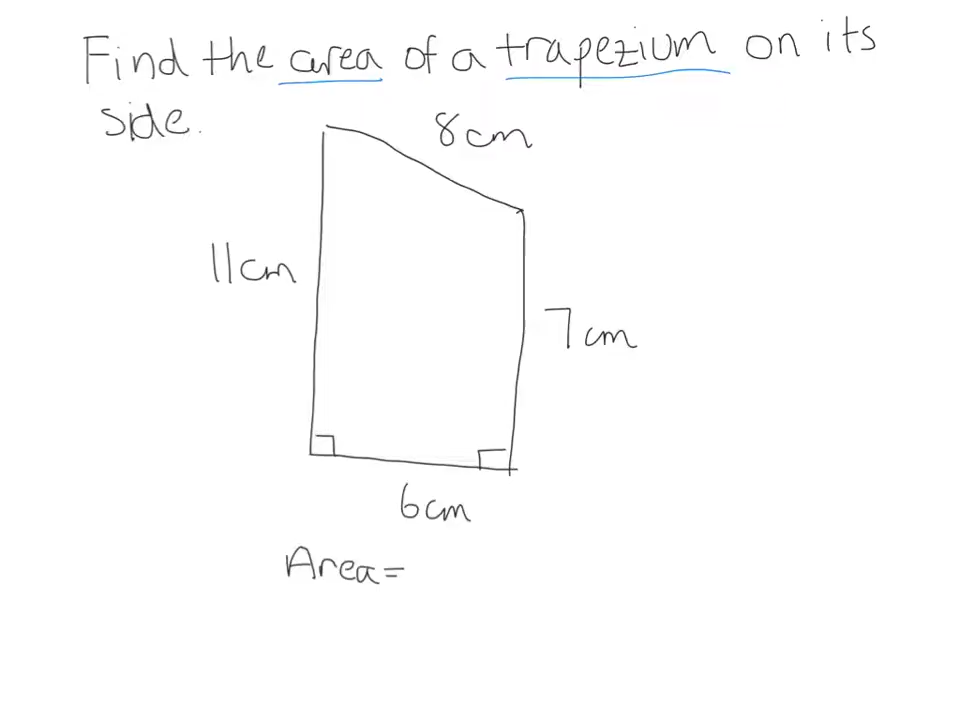 Find the area of a trapezium on its
side.
8cm
11cm
7cm
6cm
Area=